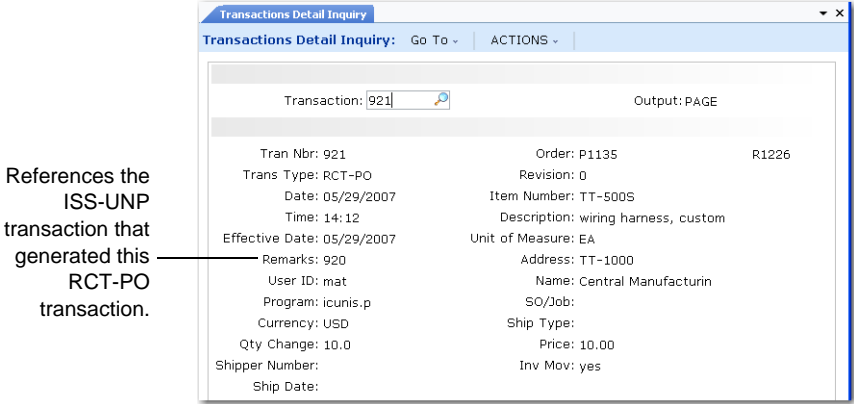 Transactions Detail Inquiry
Transactions Detail Inquiry: Go To ACTIONS
Transaction: 921 Output: PAGE
Tran Nbr: 921 Order: P1135 R1226
Trans Type: RCT-PO Revision: 0
Date: 05/29/2007 Item Number: TT-500S
Time: 14:12 Description: wiring harness, custom
Effective Date: 05/29/2007 Unit of Measure: EA
Remarks: 920 Address: TT-1000
User ID: mat Name: Central Manufacturin
Program: icunis.p SO/Job:
Currency: USD Ship Type:
Qty Change: 10.0 Price: 10.00
Shipper Number: Inv Mov: yes
Ship Date:
References the
ISS-UNP
transaction that
generated this
RCT-PO
transaction.